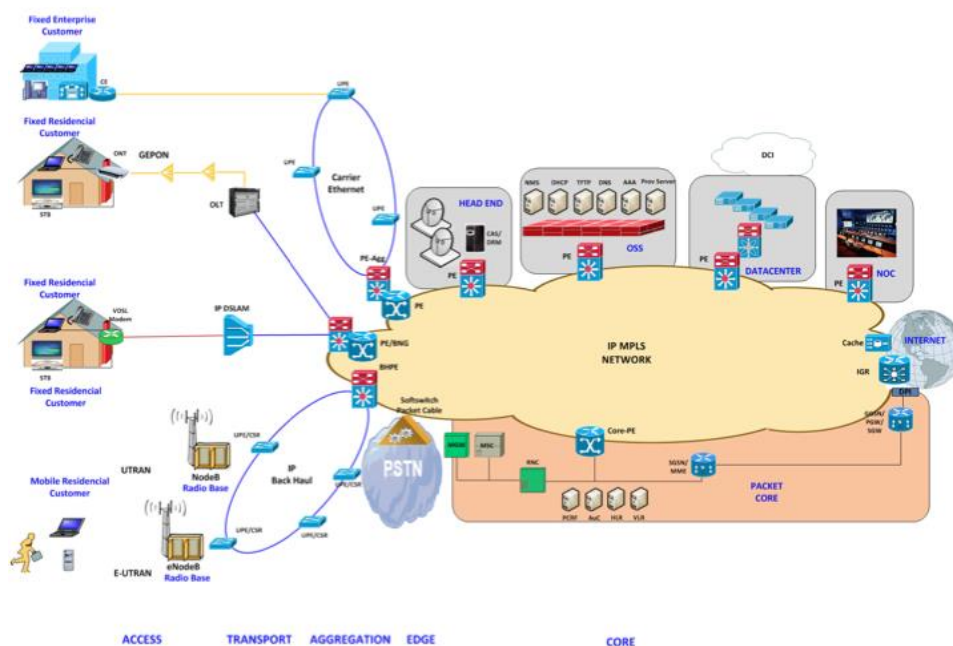 Fixed Enterprise
Customer
CE
UPE
Fixed Residencial
Customer
ONT
GEPON
STB
OLT
UPE
Carrier
Ethernet
UPE
PE-Agg
PE
HEAD END
CAS/
DRM
PE
NMS
DHCP
TFTP
DNS
AAA
Prov Server
OSS
PE
DCI
PE
DATACENTER
NOC
PE
Fixed Residencial
Customer
VDSL
Modem
STB
Fixed Residencial
Customer
IP DSLAM
PE/BNG
BHPE
IP MPLS
NETWORK
Cache
INTERNET
IGR
DPI
Softswitch
Packet Cable
PSTN
MSC
RNC
Core-PE
SGSN/
MME
GGSN/
PGW/
SGW
PACKET
CORE
PCRF
AuC
HLR
VLR
UPE/CSR
IP
Back Haul
UPE/CSR
UPE/CSR
UPE/CSR
UTRAN
NodeB
Radio Base
Mobile Residencial
Customer
E-UTRAN
eNodeB
Radio Base
ACCESS
TRANSPORT
AGGREGATION
EDGE
CORE